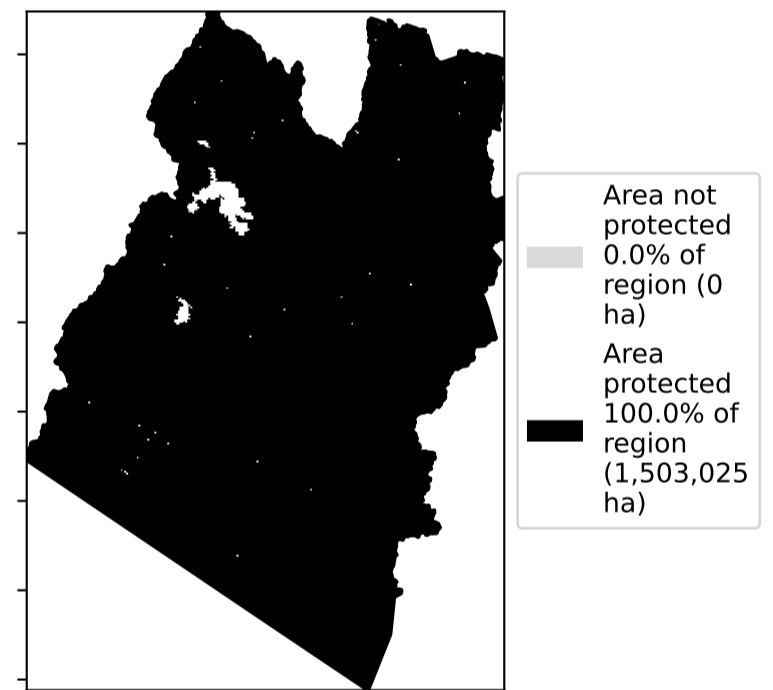 Area not
protected
0.0% of
region (0
ha)
Area
protected
100.0% of
region
(1,503,025
ha)